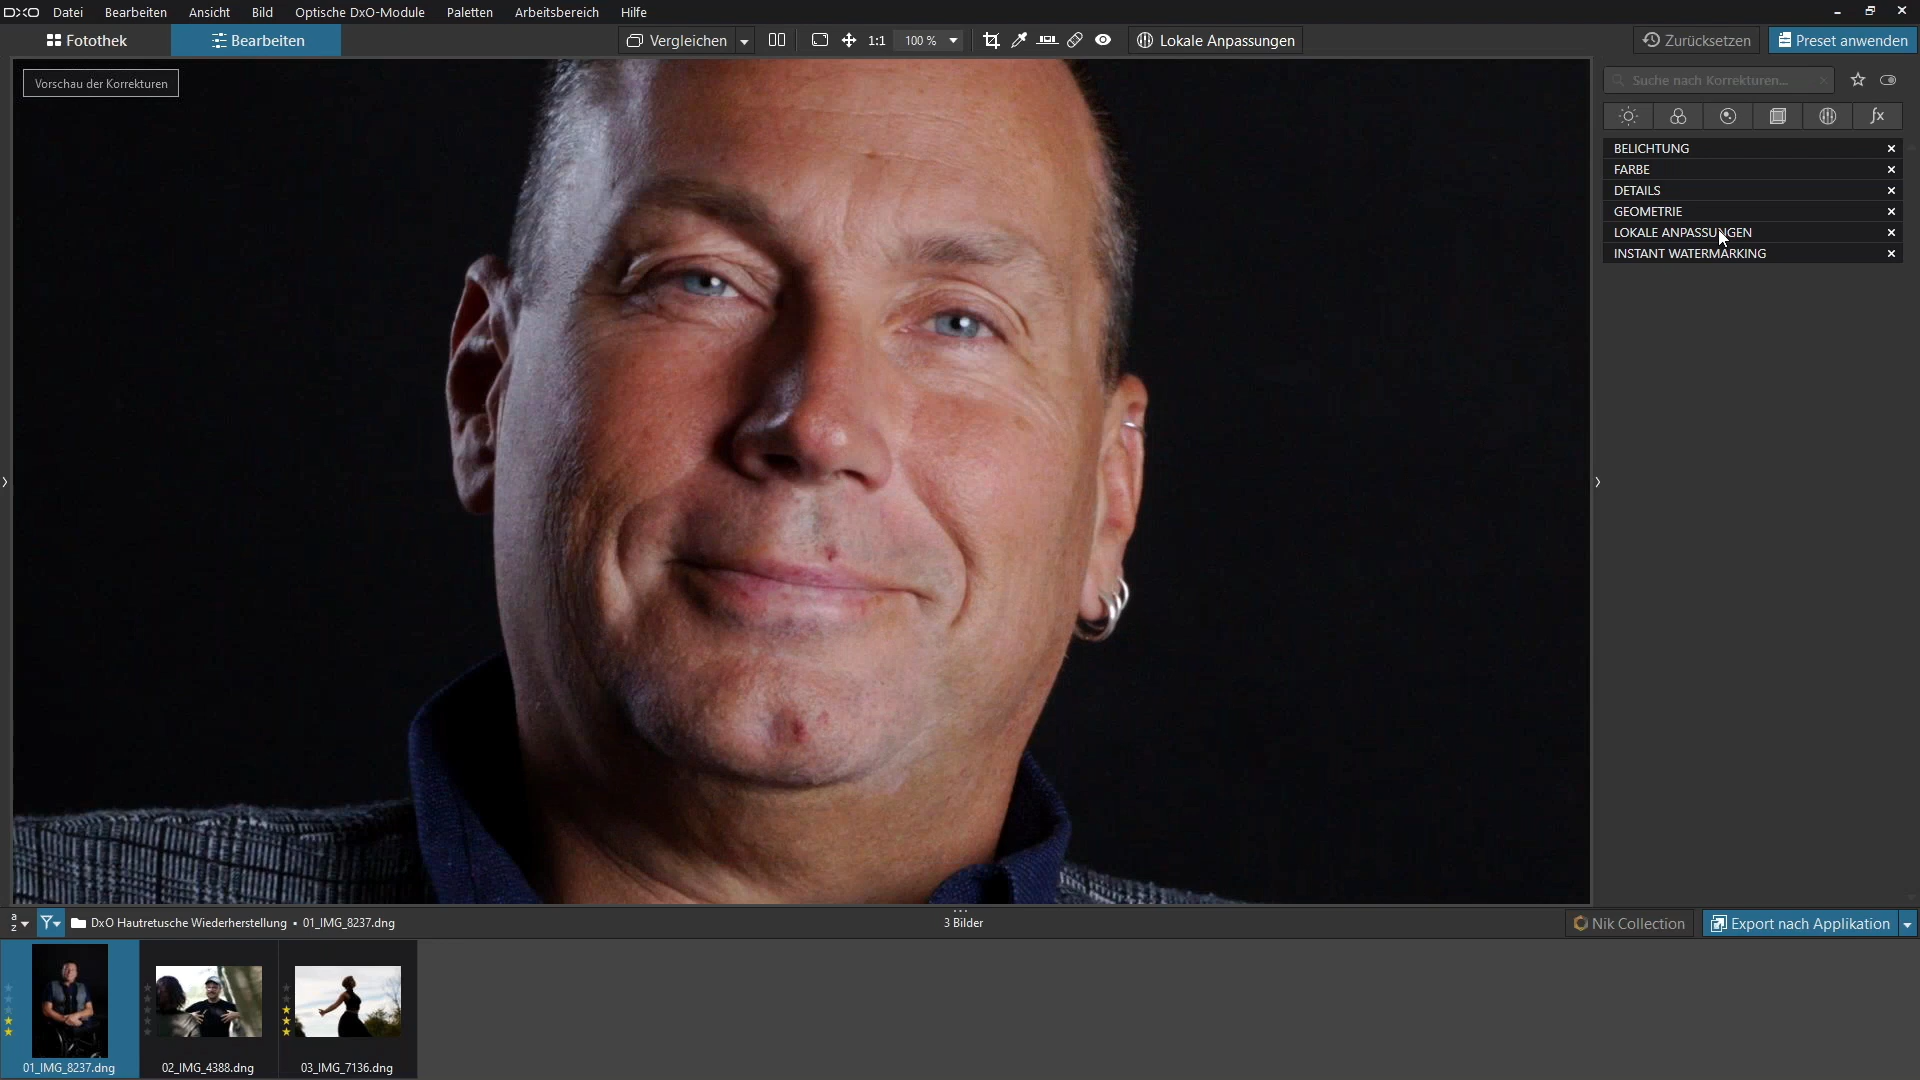 DxO Datei Bearbeiten Ansicht Bild Optische DxO-Module Paletten Arbeitsbereich Hilfe
Fotothek Bearbeiten Vergleichen 1:1 100 % Lokale Anpassungen Zurücksetzen Preset anwenden
Vorschau der Korrekturen
Suche nach Korrekturen...
fx
BELICHTUNG
FARBE
DETAILS
GEOMETRIE
LOKALE ANPASSUNGEN
INSTANT WATERMARKING
a z DxO Hautretusche Wiederherstellung • 01_IMG_8237.dng 3 Bilder Nik Collection Export nach Applikation
01_IMG_8237.dng 02_IMG_4388.dng 03_IMG_7136.dng